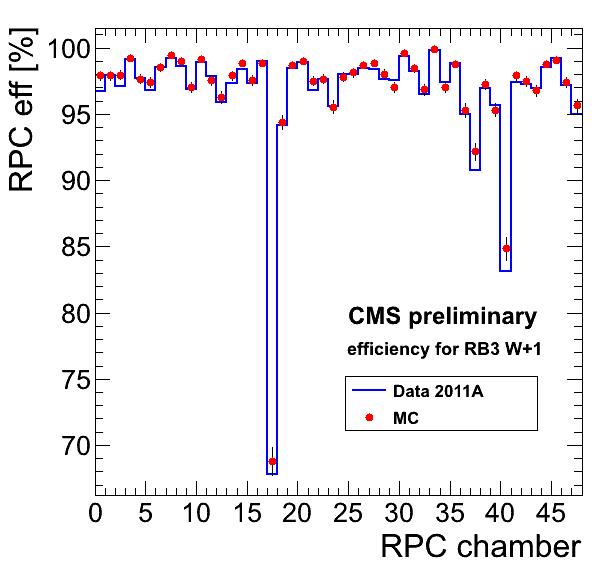 RPC eff [%]
100
95
90
85
80
75
70
CMS preliminary
efficiency for RB3 W+1
Data 2011A
MC
0 5 10 15 20 25 30 35 40 45
RPC chamber